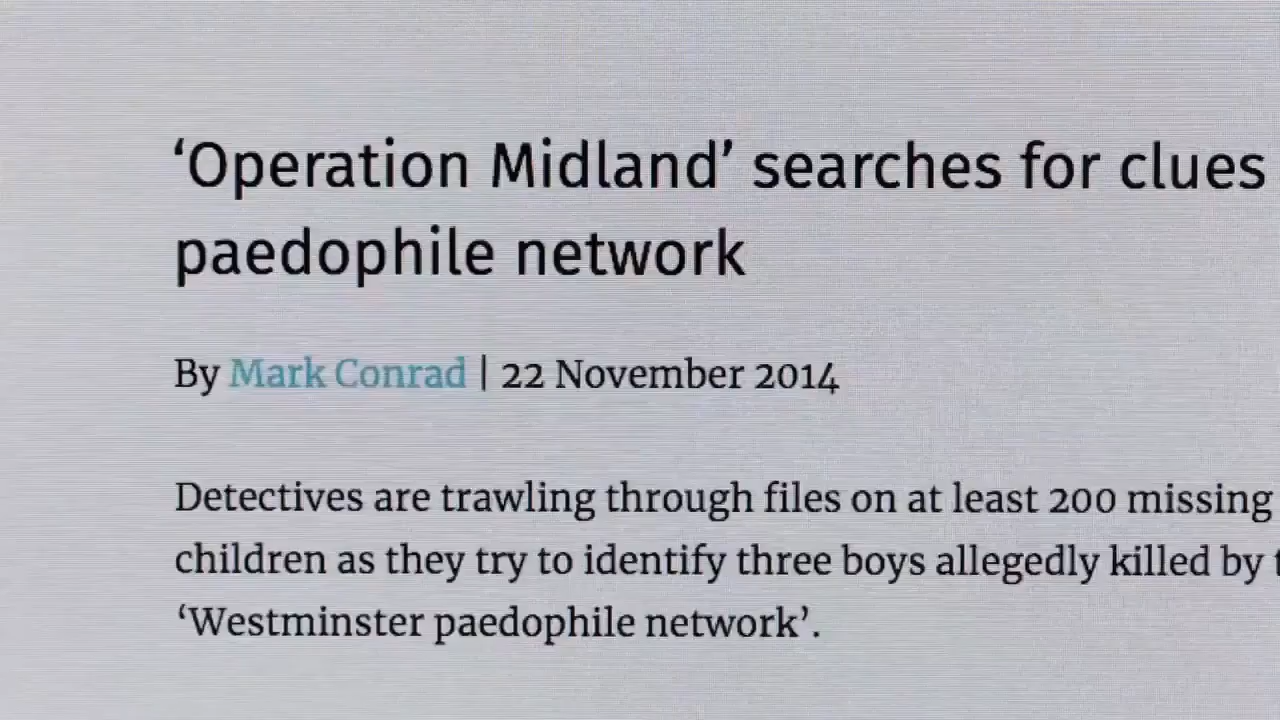 ‘Operation Midland’ searches for clues
paedophile network
By Mark Conrad | 22 November 2014
Detectives are trawling through files on at least 200 missing
children as they try to identify three boys allegedly killed by
‘Westminster paedophile network’.